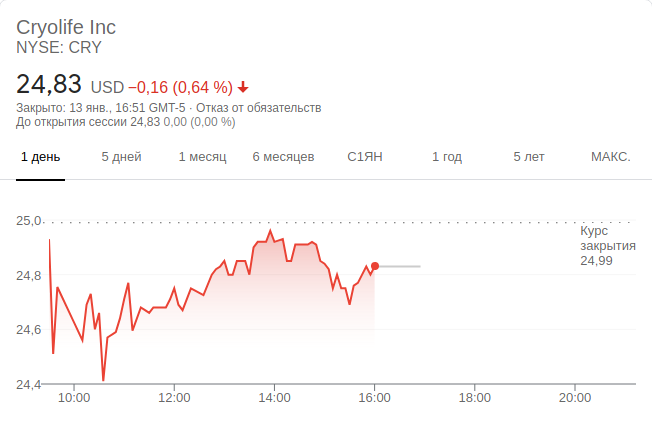 Cryolife Inc
NYSE: CRY
24,83 USD −0,16 (0,64 %)
Закрыто: 13 янв., 16:51 GMT-5 · Отказ от обязательств
До открытия сессии 24,83 0,00 (0,00 %)
1 день 5 дней 1 месяц 6 месяцев С1ЯН 1 год 5 лет МАКС.
25,0
Курс
закрытия
24,99
24,8
24,6
24,4
10:00 12:00 14:00 16:00 18:00 20:00